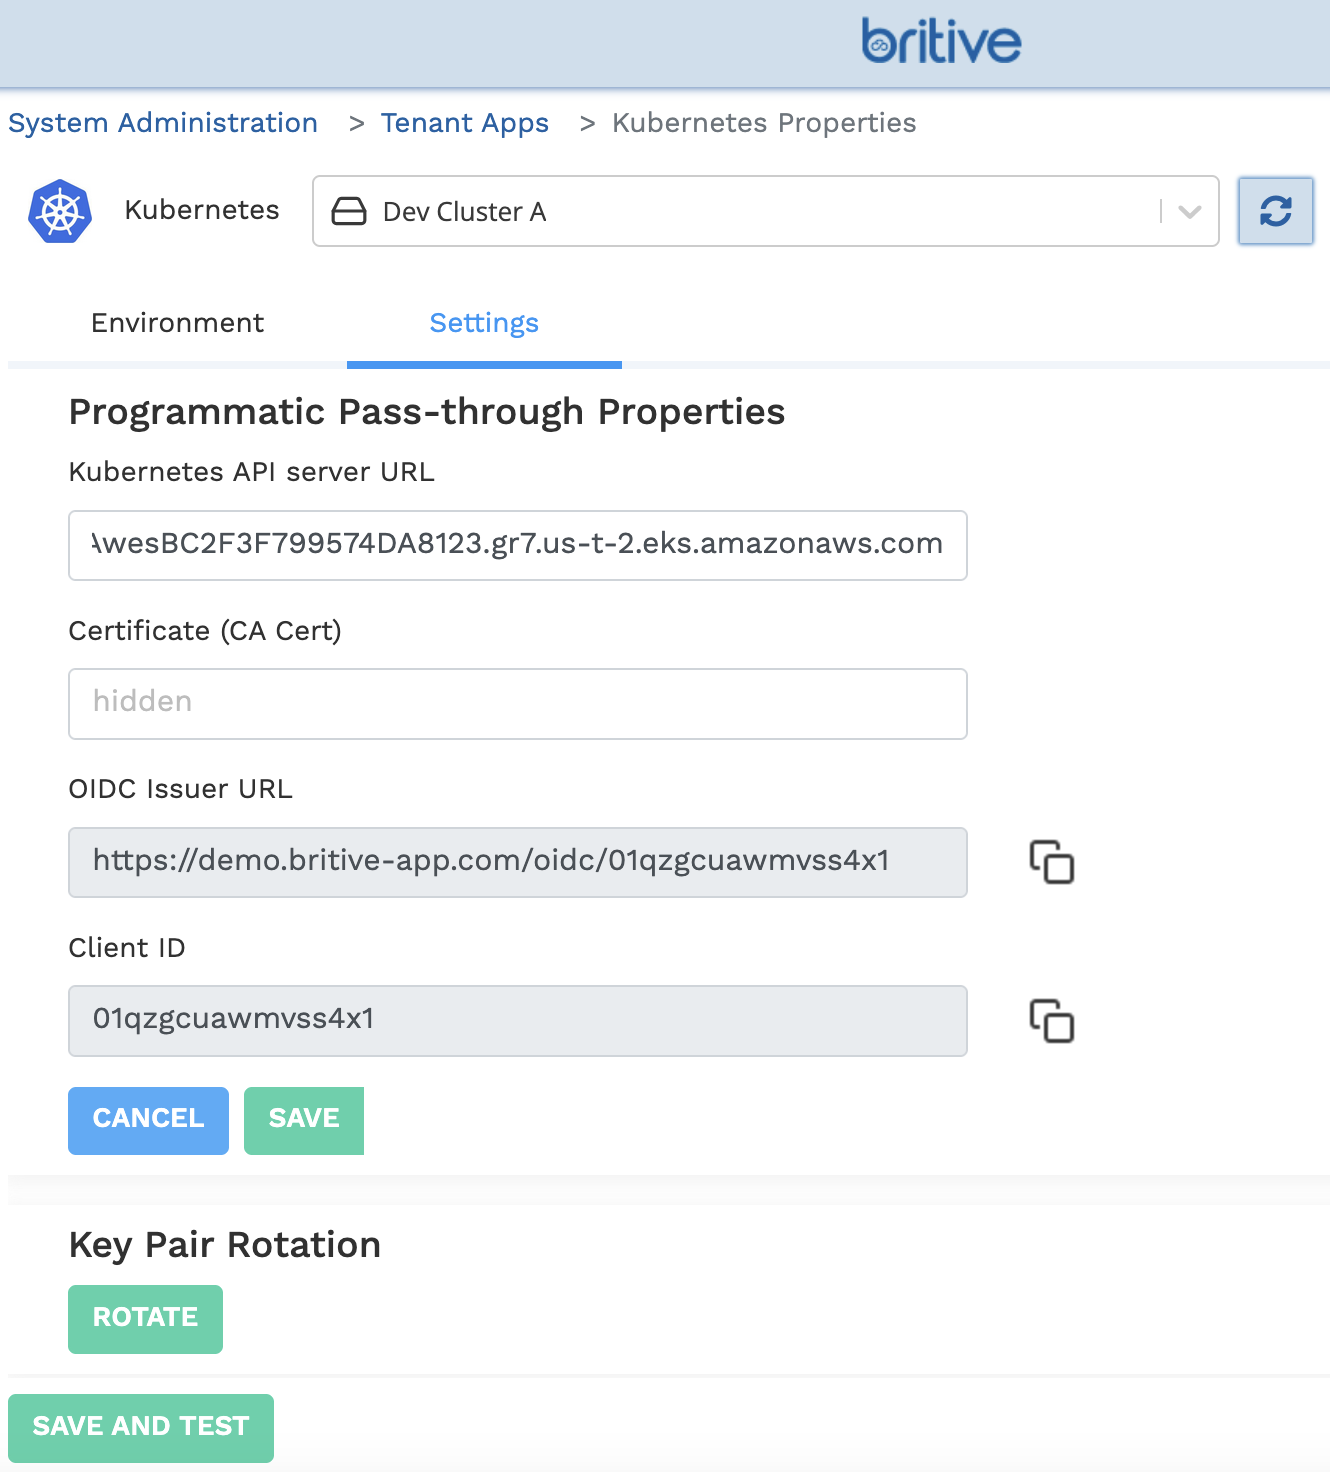 britive
System Administration > Tenant Apps > Kubernetes Properties
Kubernetes Dev Cluster A
Environment Settings
Programmatic Pass-through Properties
Kubernetes API server URL
AwesBC2F3F799574DA8123.gr7.us-t-2.eks.amazonaws.com
Certificate (CA Cert)
hidden
OIDC Issuer URL
https://demo.britive-app.com/oidc/01qzgcuawmvss4x1
Client ID
01qzgcuawmvss4x1
CANCEL SAVE
Key Pair Rotation
ROTATE
SAVE AND TEST